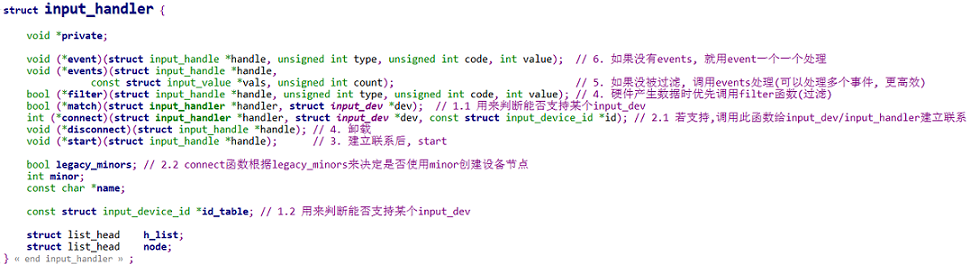 struct input_handler {
void *private;
void (*event)(struct input_handle *handle, unsigned int type, unsigned int code, int value); // 6. 如果没有events, 就用event一个一个处理
void (*events)(struct input_handle *handle,
const struct input_value *vals, unsigned int count); // 5. 如果没被过滤, 调用events处理(可以处理多个事件, 更高效)
bool (*filter)(struct input_handle *handle, unsigned int type, unsigned int code, int value); // 4. 硬件产生数据时优先调用filter函数(过滤)
bool (*match)(struct input_handler *handler, struct input_dev *dev); // 1.1 用来判断能否支持某个input_dev
int (*connect)(struct input_handler *handler, struct input_dev *dev, const struct input_device_id *id); // 2.1 若支持,调用此函数给input_dev/input_handler建立联系
void (*disconnect)(struct input_handle *handle); // 4. 卸载
void (*start)(struct input_handle *handle); // 3. 建立联系后, start
bool legacy_minors; // 2.2 connect函数根据legacy_minors来决定是否使用minor创建设备节点
int minor;
const char *name;
const struct input_device_id *id_table; // 1.2 用来判断能否支持某个input_dev
struct list_head h_list;
struct list_head node;
} « end input_handler » ;